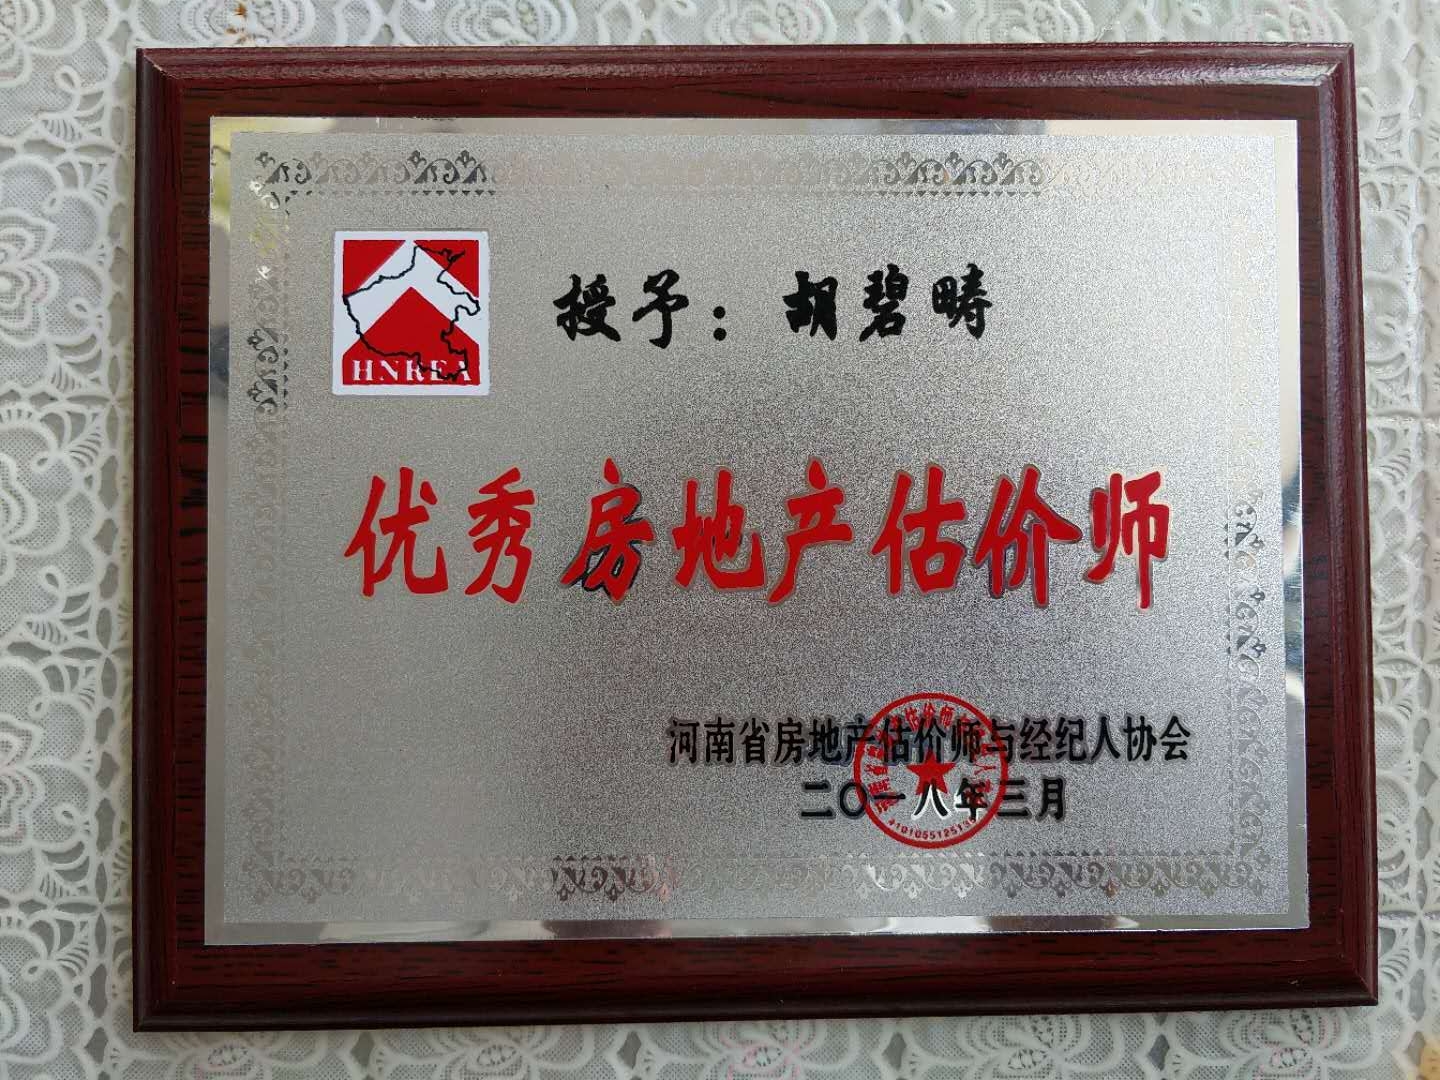 HNREA
授予：胡碧畴
优秀房地产估价师
河南省房地产估价师与经纪人协会
二〇一八年三月